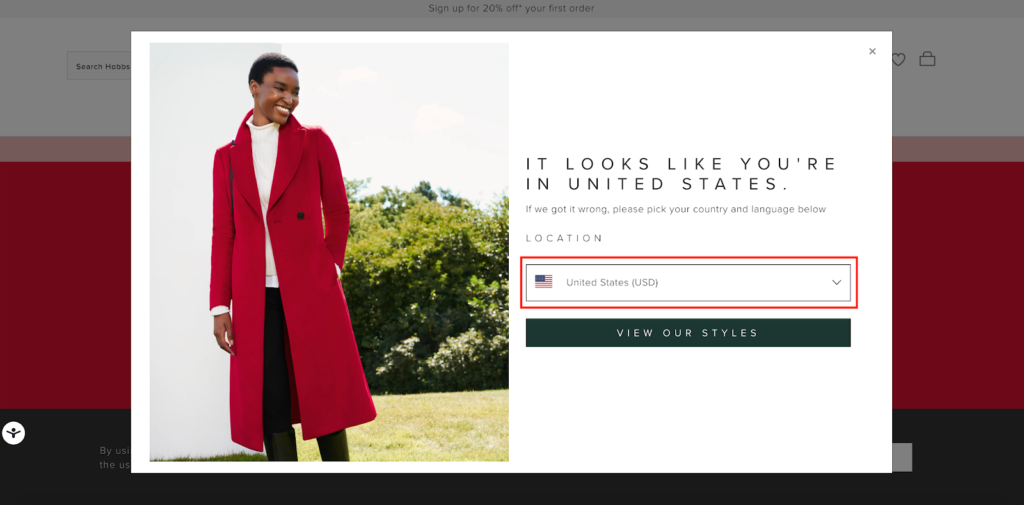 Sign up for 20% off* your first order
Search Hobbs
×
IT LOOKS LIKE YOU'RE
IN UNITED STATES.
If we got it wrong, please pick your country and language below
LOCATION
United States (USD)
VIEW OUR STYLES
By usi
the us